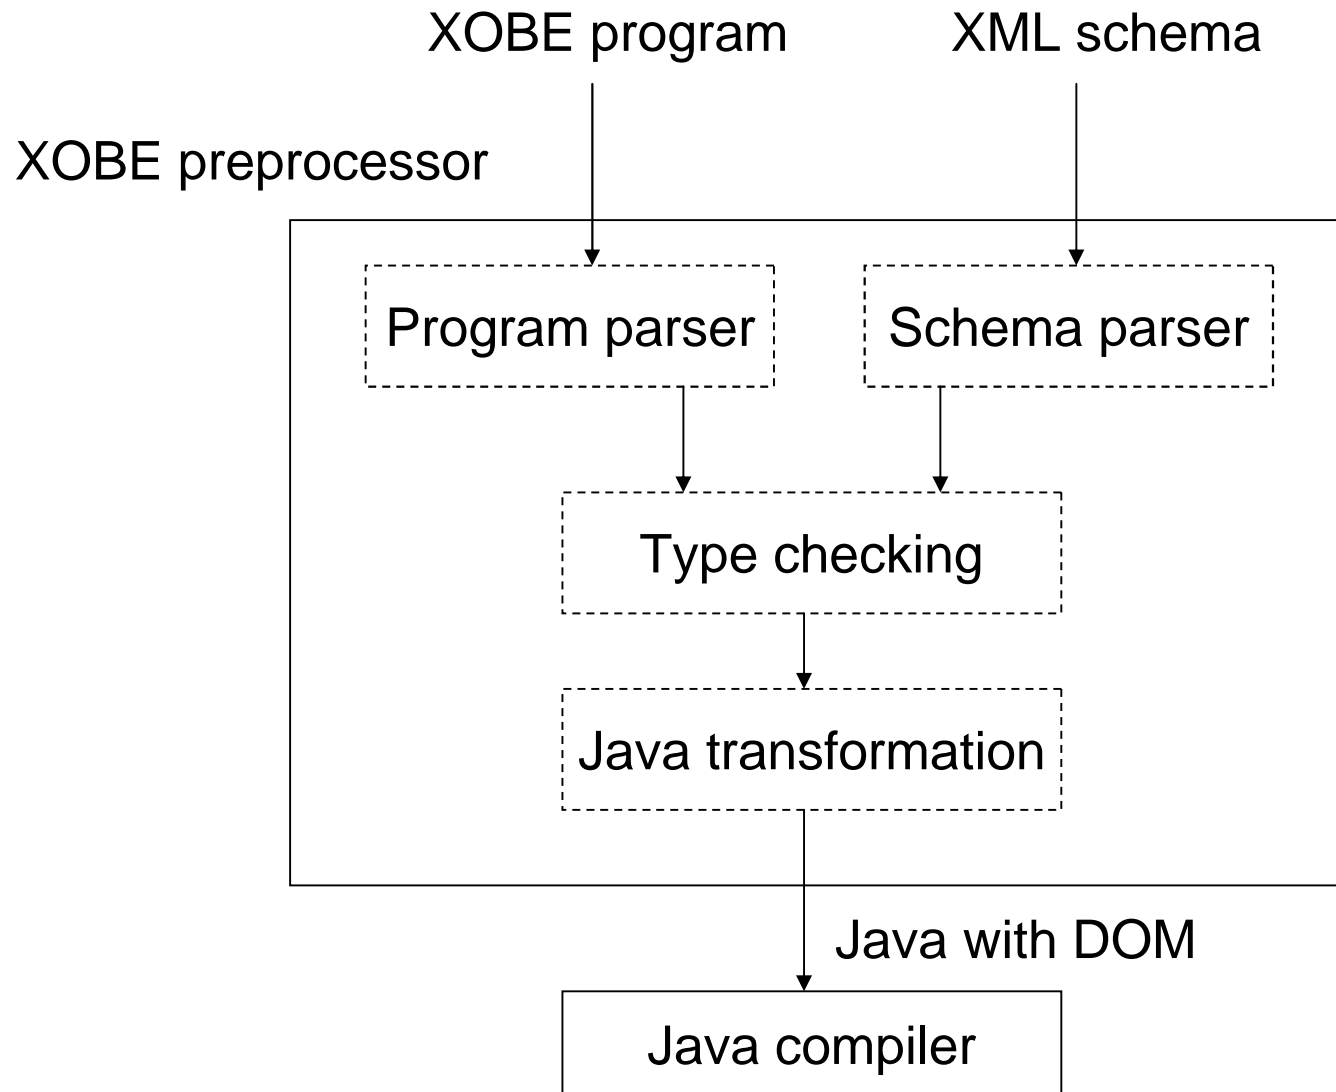 XOBE program
XML schema
XOBE preprocessor
Program parser
Schema parser
Type checking
Java transformation
Java with DOM
Java compiler